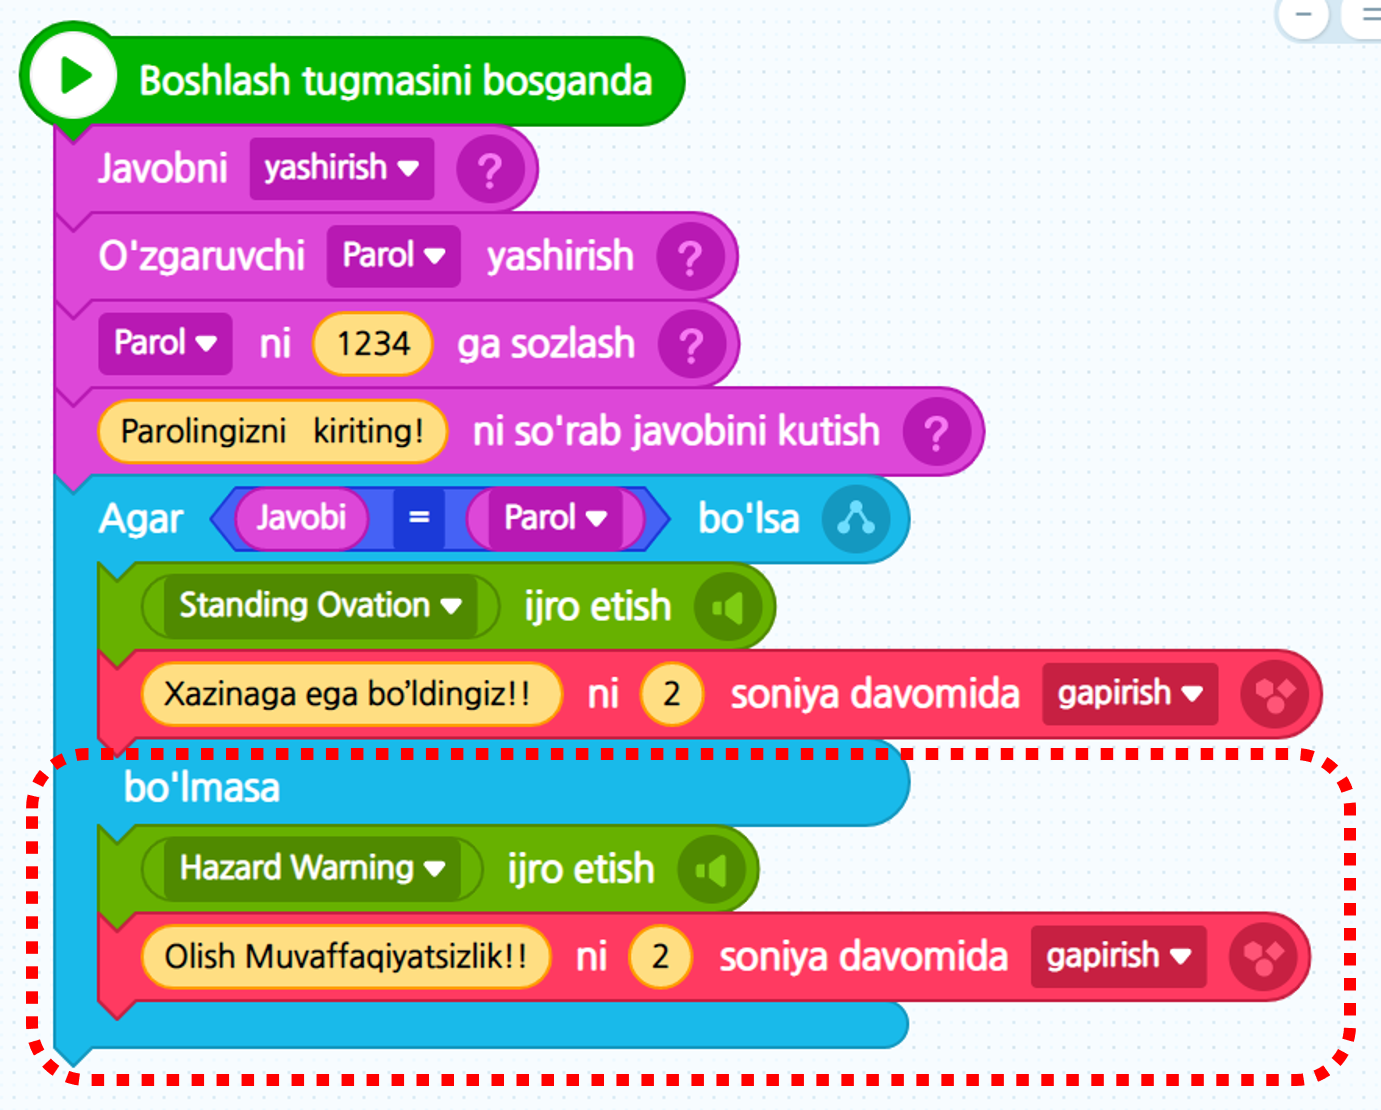 Boshlash tugmasini bosganda
Javobni yashirish ?
O'zgaruvchi Parol yashirish ?
Parol ni 1234 ga sozlash ?
Parolingizni kiriting! ni so'rab javobini kutish ?
Agar Javobi = Parol bo'lsa
Standing Ovation ijro etish
Xazinaga ega bo’ldingiz!! ni 2 soniya davomida gapirish
bo'lmasa
Hazard Warning ijro etish
Olish Muvaffaqiyatsizlik!! ni 2 soniya davomida gapirish